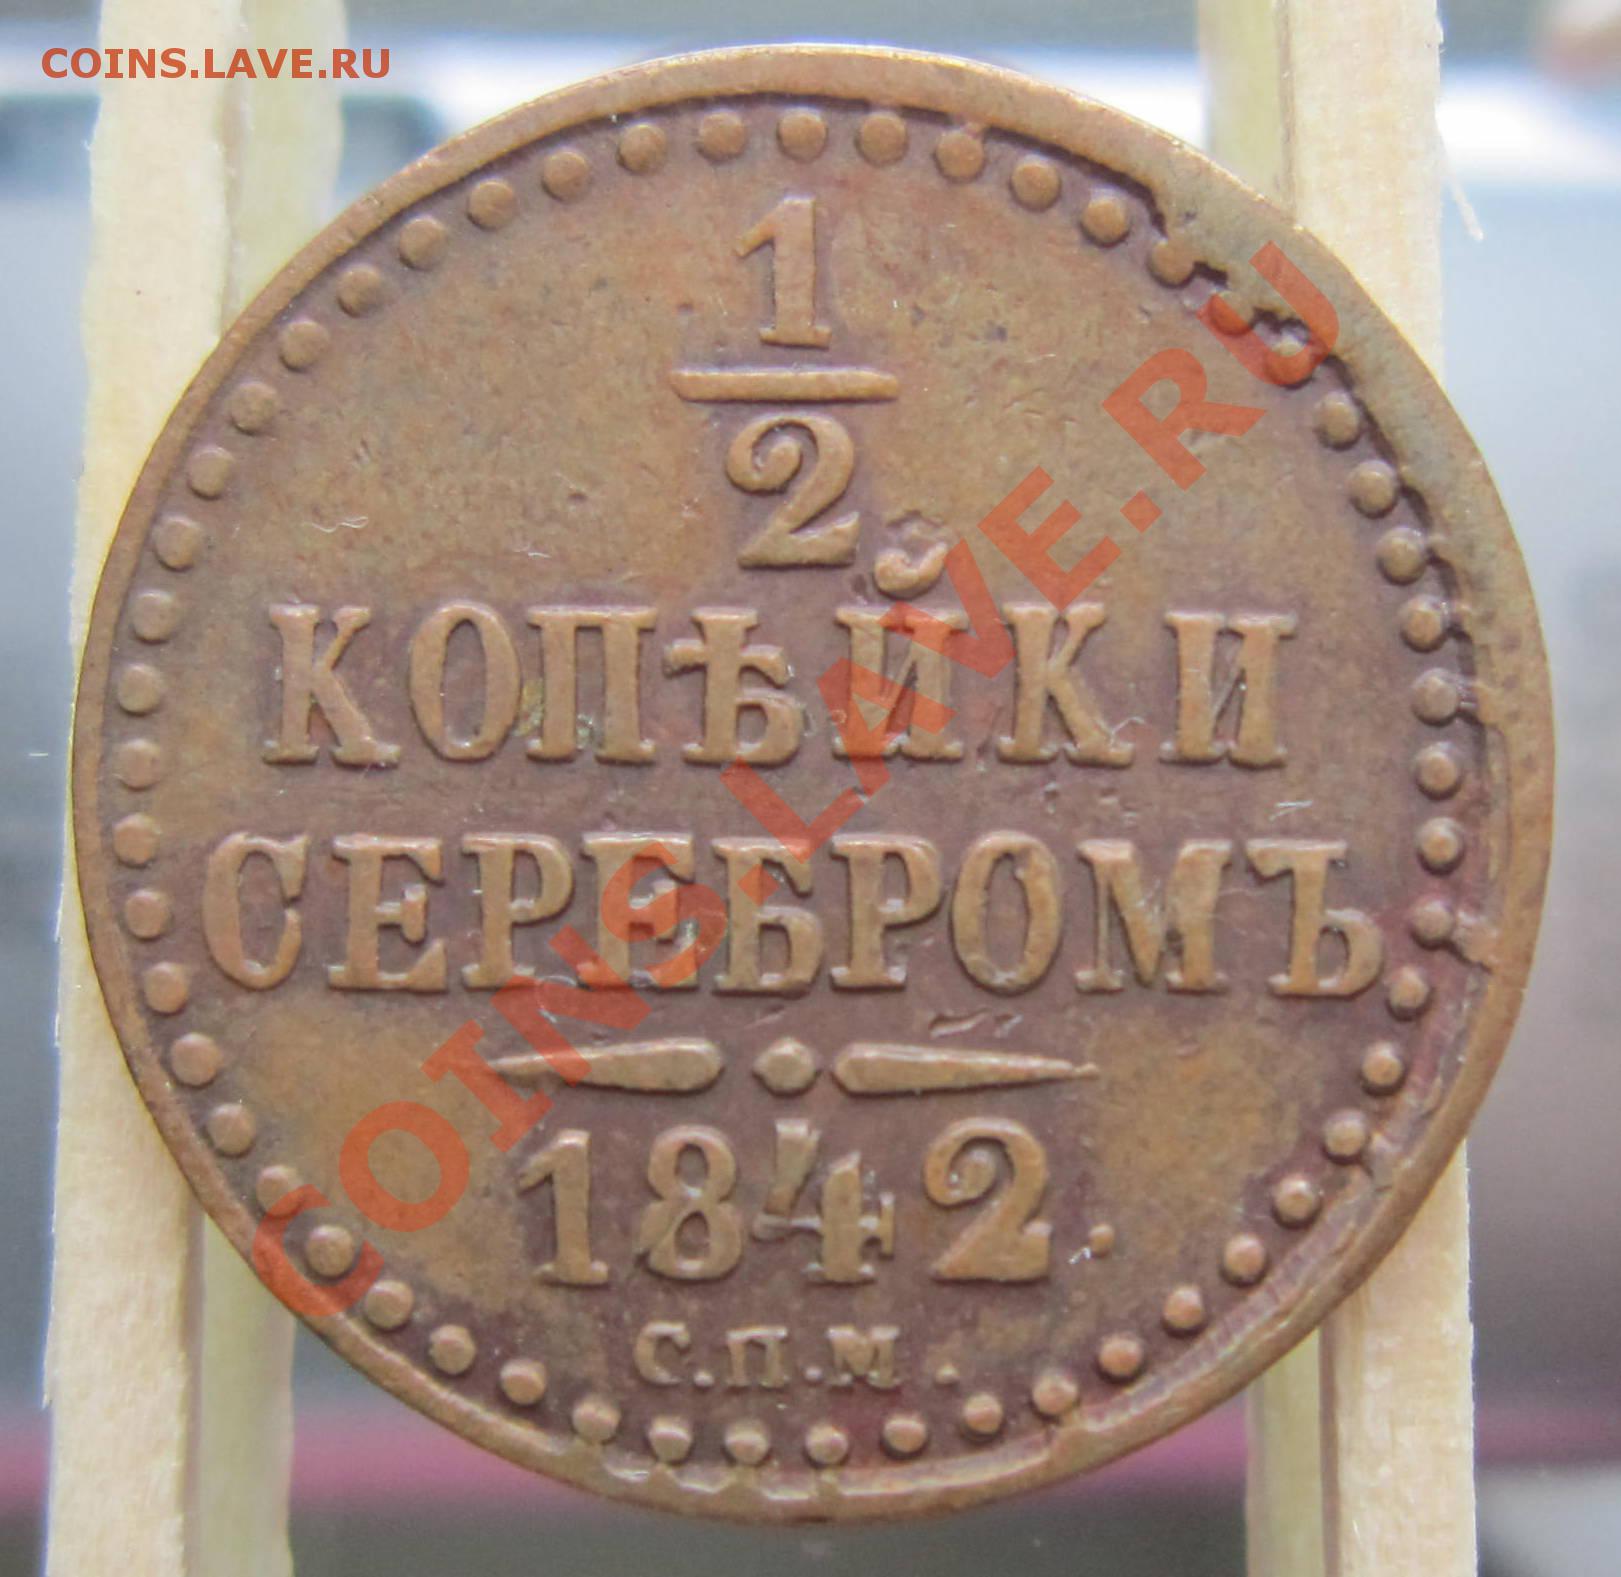 COINS.LAVE.RU
1
2
КОПѢЙКИ
СЕРЕБРОМЪ
1842.
С.П.М.
COINS.LAVE.RU